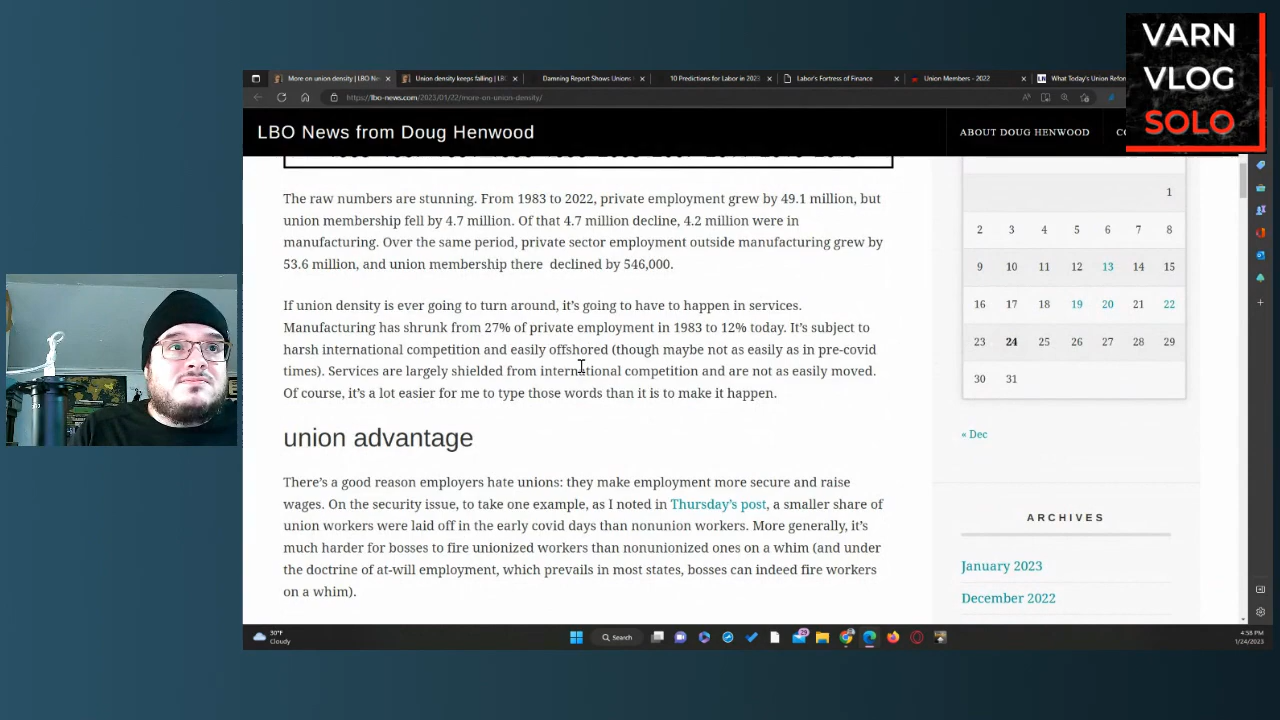 VARN
VLOG
SOLO
More on union density | LBO Ne
Union density keeps falling | LBC
Damning Report Shows Unions
10 Predictions for Labor in 2023
Labor's Fortress of Finance
Union Members - 2022
What Today's Union Refor
https://lbo-news.com/2023/01/22/more-on-union-density/
LBO News from Doug Henwood
ABOUT DOUG HENWOOD
The raw numbers are stunning. From 1983 to 2022, private employment grew by 49.1 million, but
union membership fell by 4.7 million. Of that 4.7 million decline, 4.2 million were in
manufacturing. Over the same period, private sector employment outside manufacturing grew by
53.6 million, and union membership there declined by 546,000.
If union density is ever going to turn around, it's going to have to happen in services.
Manufacturing has shrunk from 27% of private employment in 1983 to 12% today. It's subject to
harsh international competition and easily offshored (though maybe not as easily as in pre-covid
times). Services are largely shielded from international competition and are not as easily moved.
Of course, it's a lot easier for me to type those words than it is to make it happen.
union advantage
There's a good reason employers hate unions: they make employment more secure and raise
wages. On the security issue, to take one example, as I noted in Thursday's post, a smaller share of
union workers were laid off in the early covid days than nonunion workers. More generally, it's
much harder for bosses to fire unionized workers than nonunionized ones on a whim (and under
the doctrine of at-will employment, which prevails in most states, bosses can indeed fire workers
on a whim).
1
2 3 4 5 6 7 8
9 10 11 12 13 14 15
16 17 18 19 20 21 22
23 24 25 26 27 28 29
30 31
« Dec
ARCHIVES
January 2023
December 2022
30°F
Cloudy
Search
4:58 PM
1/24/2023